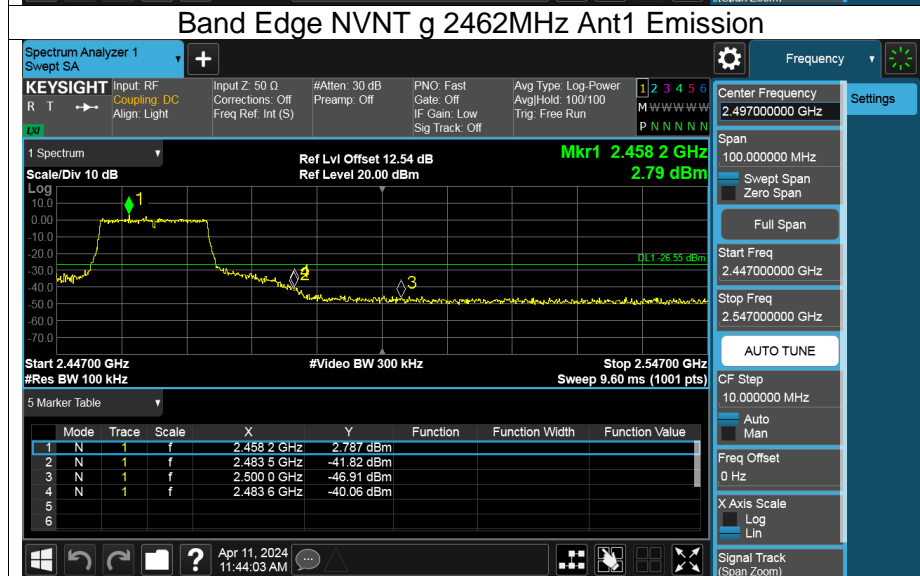 (Span Zoom)
Band Edge NVNT g 2462MHz Ant1 Emission
Spectrum Analyzer 1
Swept SA
+
Frequency
KEYSIGHT
R T
LXI
Input: RF
Coupling: DC
Align: Light
Input Z: 50 Ω
Corrections: Off
Freq Ref: Int (S)
#Atten: 30 dB
Preamp: Off
PNO: Fast
Gate: Off
IF Gain: Low
Sig Track: Off
Avg Type: Log-Power
Avg|Hold: 100/100
Trig: Free Run
1 2 3 4 5 6
M W W W W W
P N N N N N
1 Spectrum
Scale/Div 10 dB
Ref Lvl Offset 12.54 dB
Ref Level 20.00 dBm
Mkr1 2.458 2 GHz
2.79 dBm
Log
10.0
0.00
-10.0
-20.0
-30.0
-40.0
-50.0
-60.0
-70.0
1
2
3
DL1 -26.55 dBm
Start 2.44700 GHz
#Res BW 100 kHz
#Video BW 300 kHz
Stop 2.54700 GHz
Sweep 9.60 ms (1001 pts)
5 Marker Table
Mode Trace Scale X Y Function Function Width Function Value
1 N 1 f 2.458 2 GHz 2.787 dBm
2 N 1 f 2.483 5 GHz -41.82 dBm
3 N 1 f 2.500 0 GHz -46.91 dBm
4 N 1 f 2.483 6 GHz -40.06 dBm
5
6
?
Apr 11, 2024
11:44:03 AM
Center Frequency
2.497000000 GHz
Settings
Span
100.000000 MHz
Swept Span
Zero Span
Full Span
Start Freq
2.447000000 GHz
Stop Freq
2.547000000 GHz
AUTO TUNE
CF Step
10.000000 MHz
Auto
Man
Freq Offset
0 Hz
X Axis Scale
Log
Lin
Signal Track
(Span Zoom)